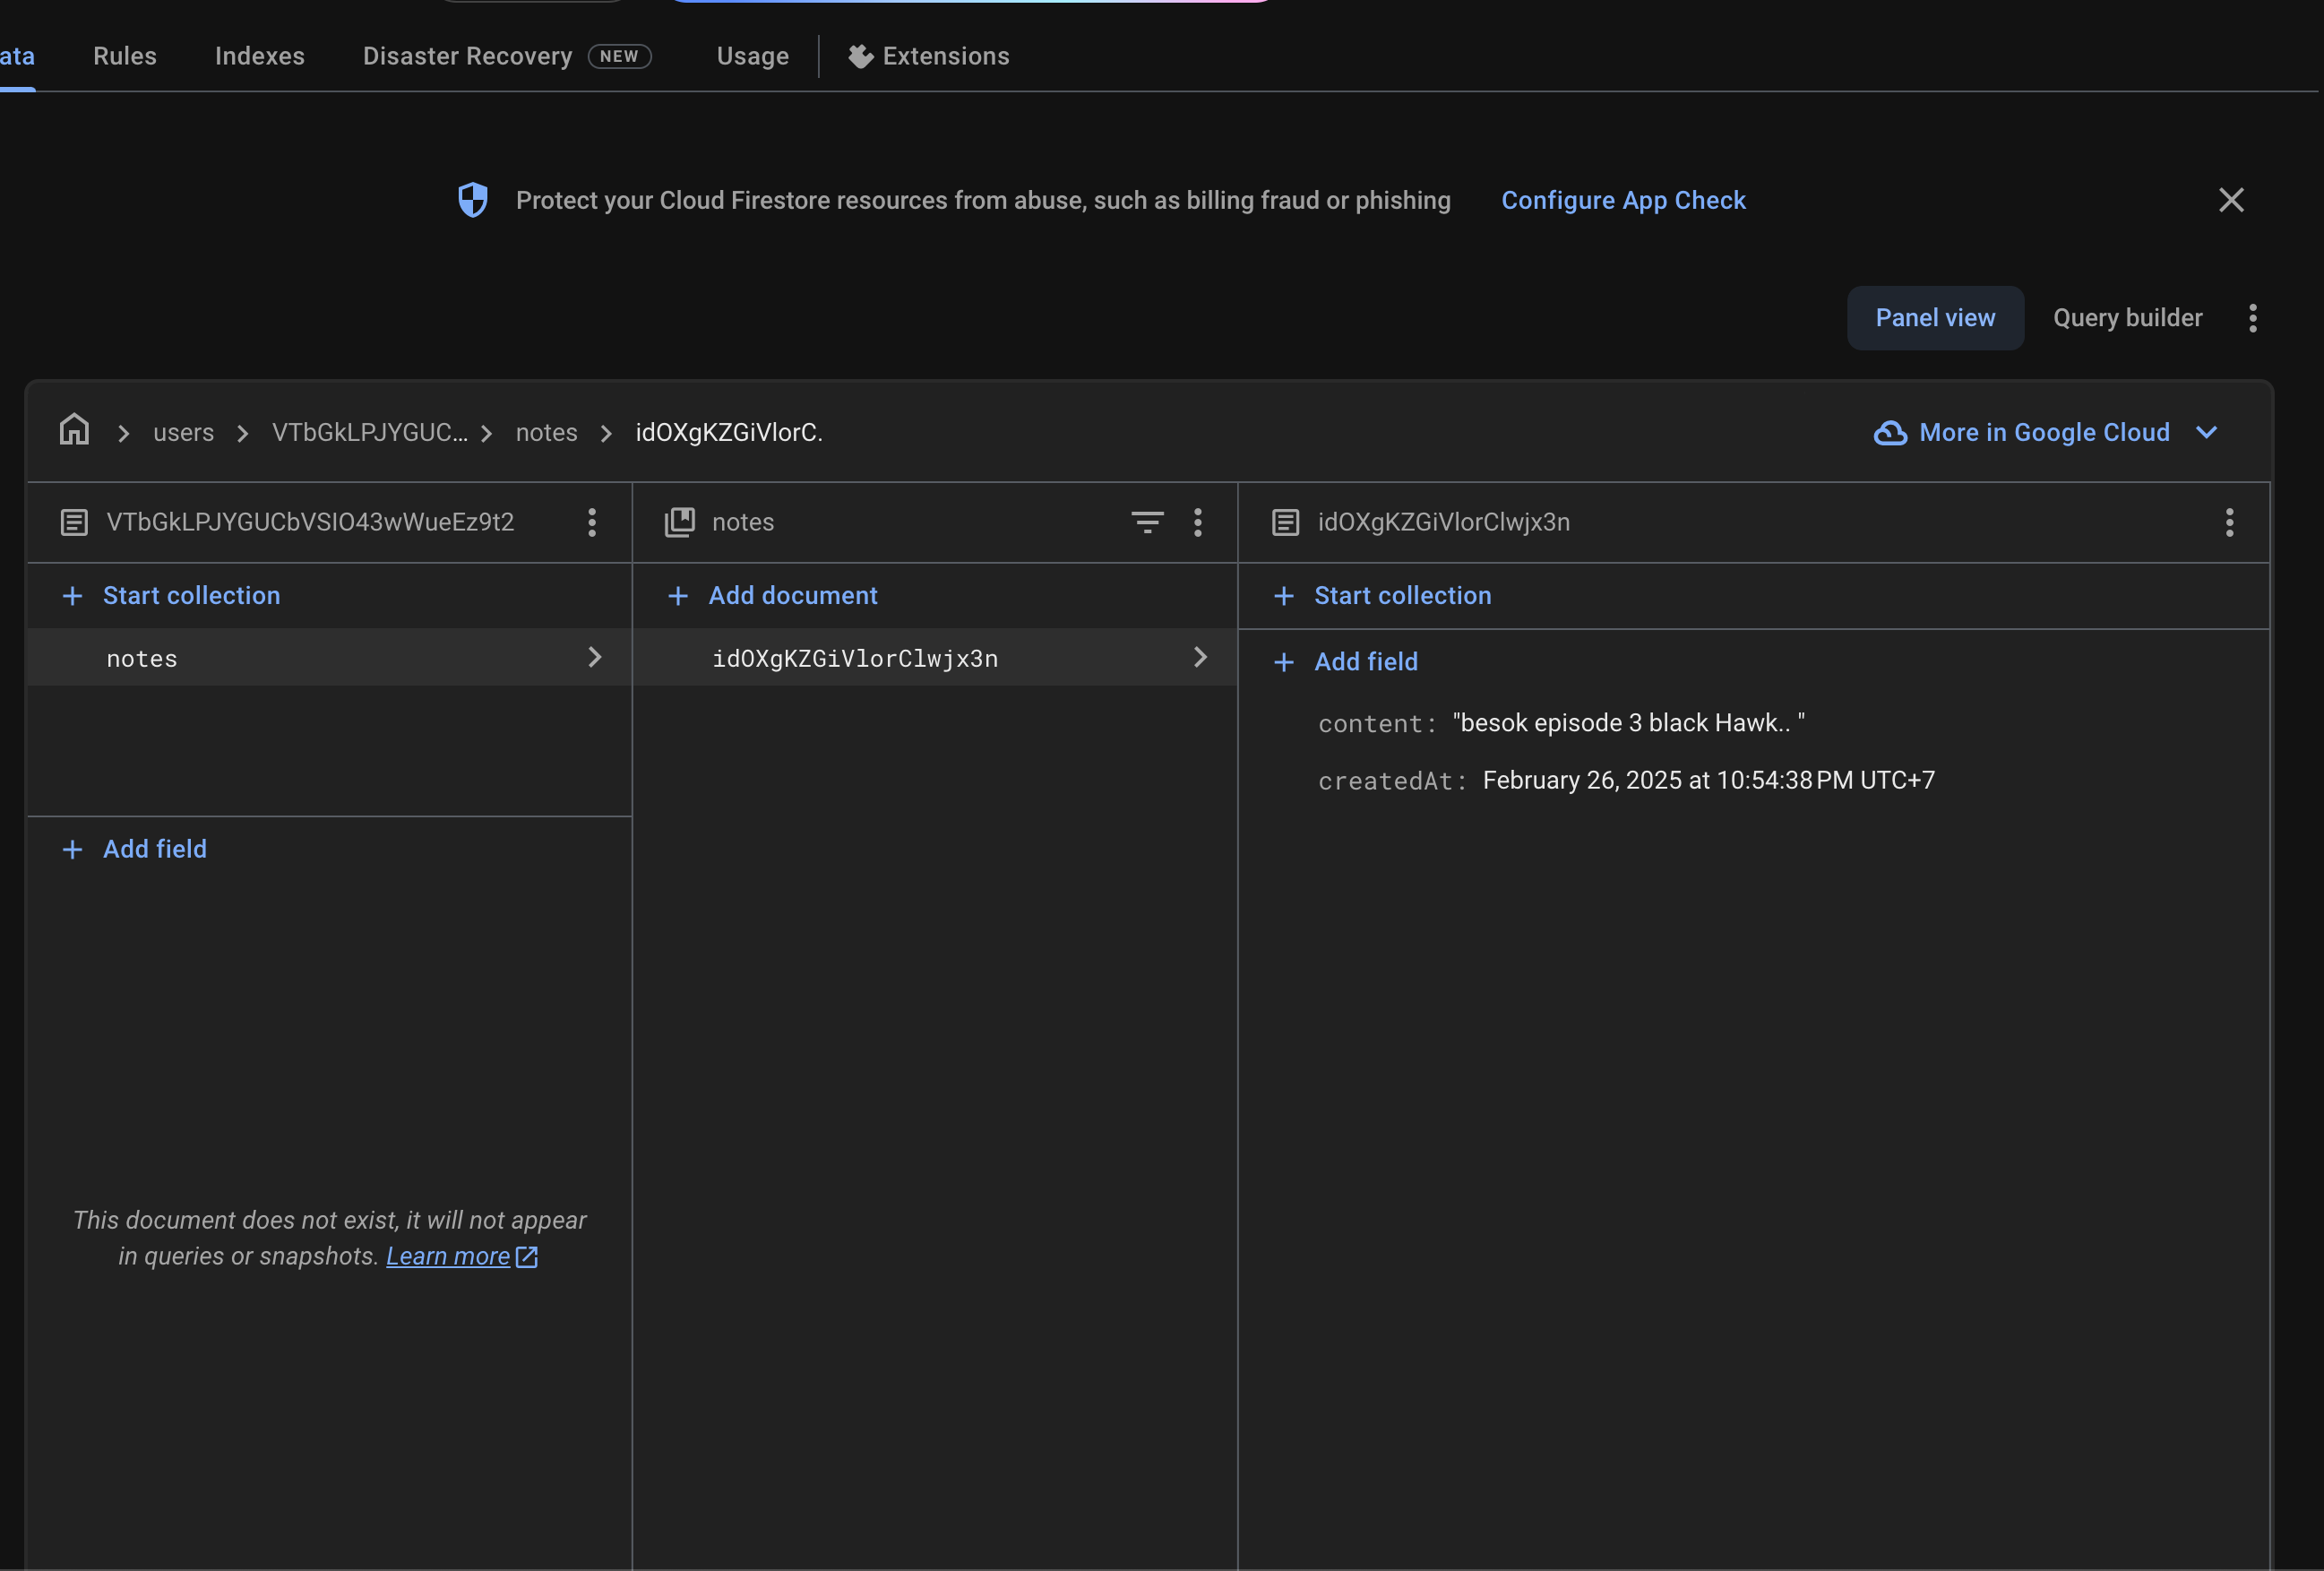 ata Rules Indexes Disaster Recovery NEW Usage Extensions
Protect your Cloud Firestore resources from abuse, such as billing fraud or phishing Configure App Check
Panel view Query builder
users VTbGkLPJYGUC... notes idOXgKZGiVlorC.
More in Google Cloud
VTbGkLPJYGUCbVSIO43wWueEz9t2
Start collection
notes
Add field
This document does not exist, it will not appear
in queries or snapshots. Learn more
notes
Add document
idOXgKZGiVlorClwjx3n
idOXgKZGiVlorClwjx3n
Start collection
Add field
content: "besok episode 3 black Hawk.. "
createdAt: February 26, 2025 at 10:54:38 PM UTC+7